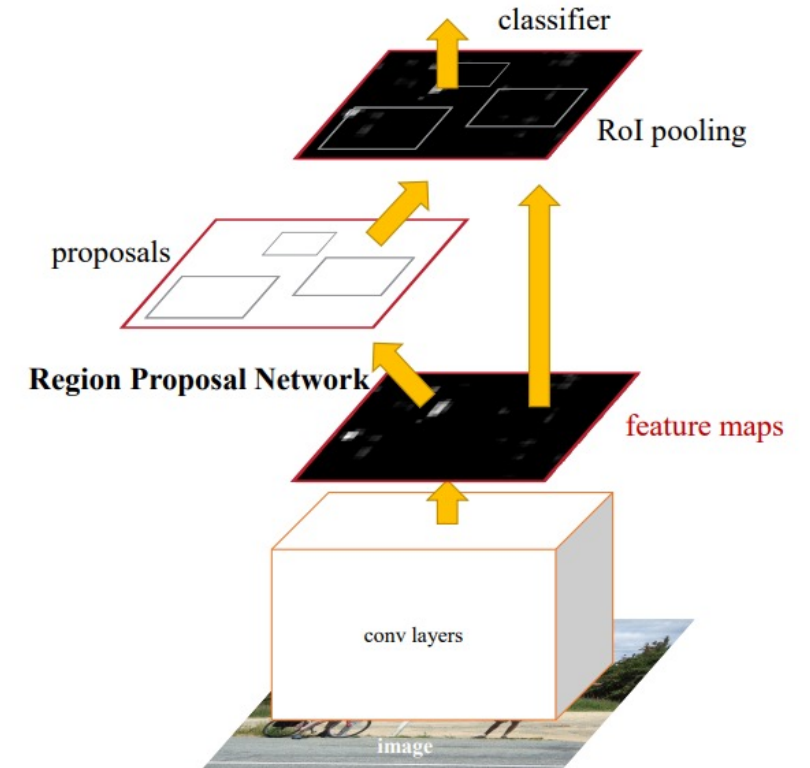 classifier
RoI pooling
proposals
Region Proposal Network
feature maps
conv layers
image